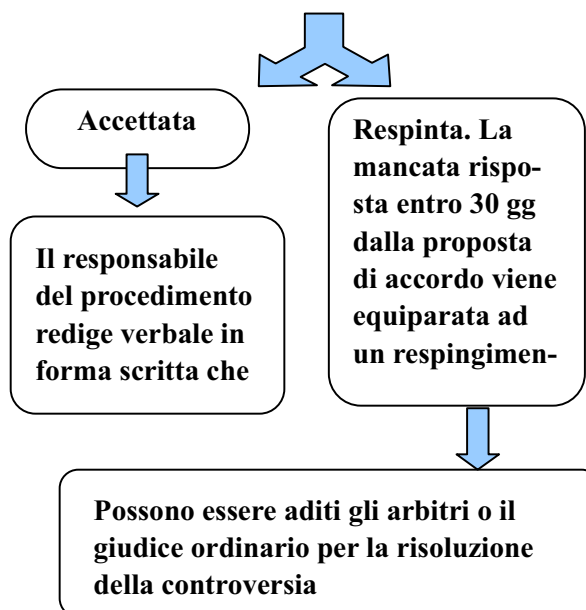 Accettata
Il responsabile
del procedimento
redige verbale in
forma scritta che
Respinta. La
mancata rispo-
sta entro 30 gg
dalla proposta
di accordo viene
equiparata ad
un respingimen-
Possono essere aditi gli arbitri o il
giudice ordinario per la risoluzione
della controversia